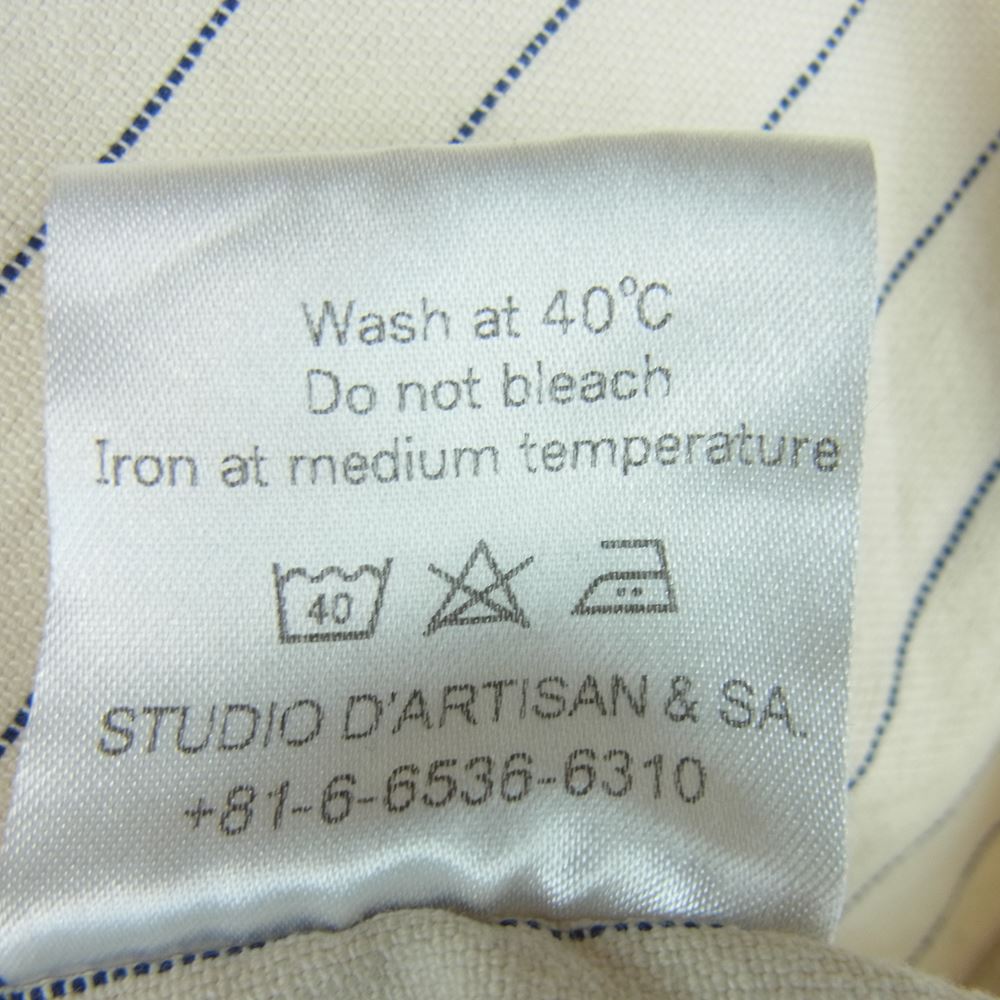 Wash at 40°C
Do not bleach
Iron at medium temperature
40
STUDIO D'ARTISAN & SA.
+81-6-6536-6310